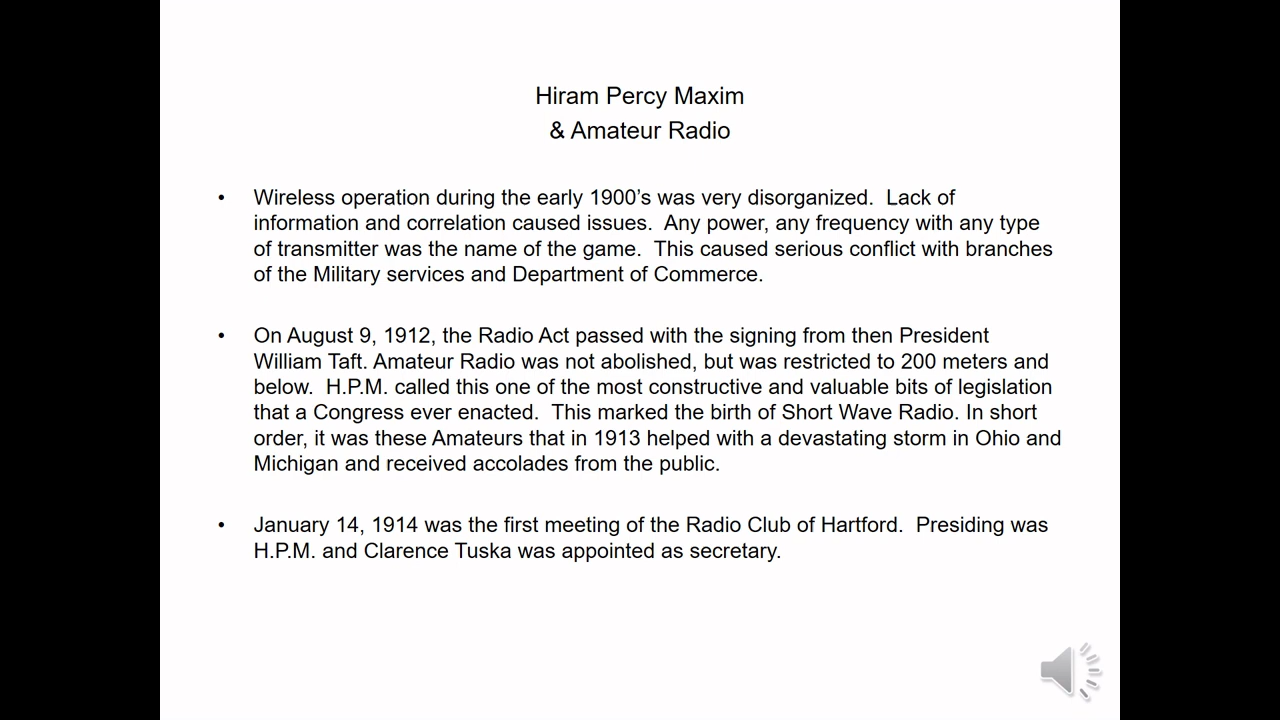 Hiram Percy Maxim
& Amateur Radio
• Wireless operation during the early 1900’s was very disorganized.  Lack of
information and correlation caused issues.  Any power, any frequency with any type
of transmitter was the name of the game.  This caused serious conflict with branches
of the Military services and Department of Commerce.
• On August 9, 1912, the Radio Act passed with the signing from then President
William Taft. Amateur Radio was not abolished, but was restricted to 200 meters and
below.  H.P.M. called this one of the most constructive and valuable bits of legislation
that a Congress ever enacted.  This marked the birth of Short Wave Radio. In short
order, it was these Amateurs that in 1913 helped with a devastating storm in Ohio and
Michigan and received accolades from the public.
• January 14, 1914 was the first meeting of the Radio Club of Hartford.  Presiding was
H.P.M. and Clarence Tuska was appointed as secretary.